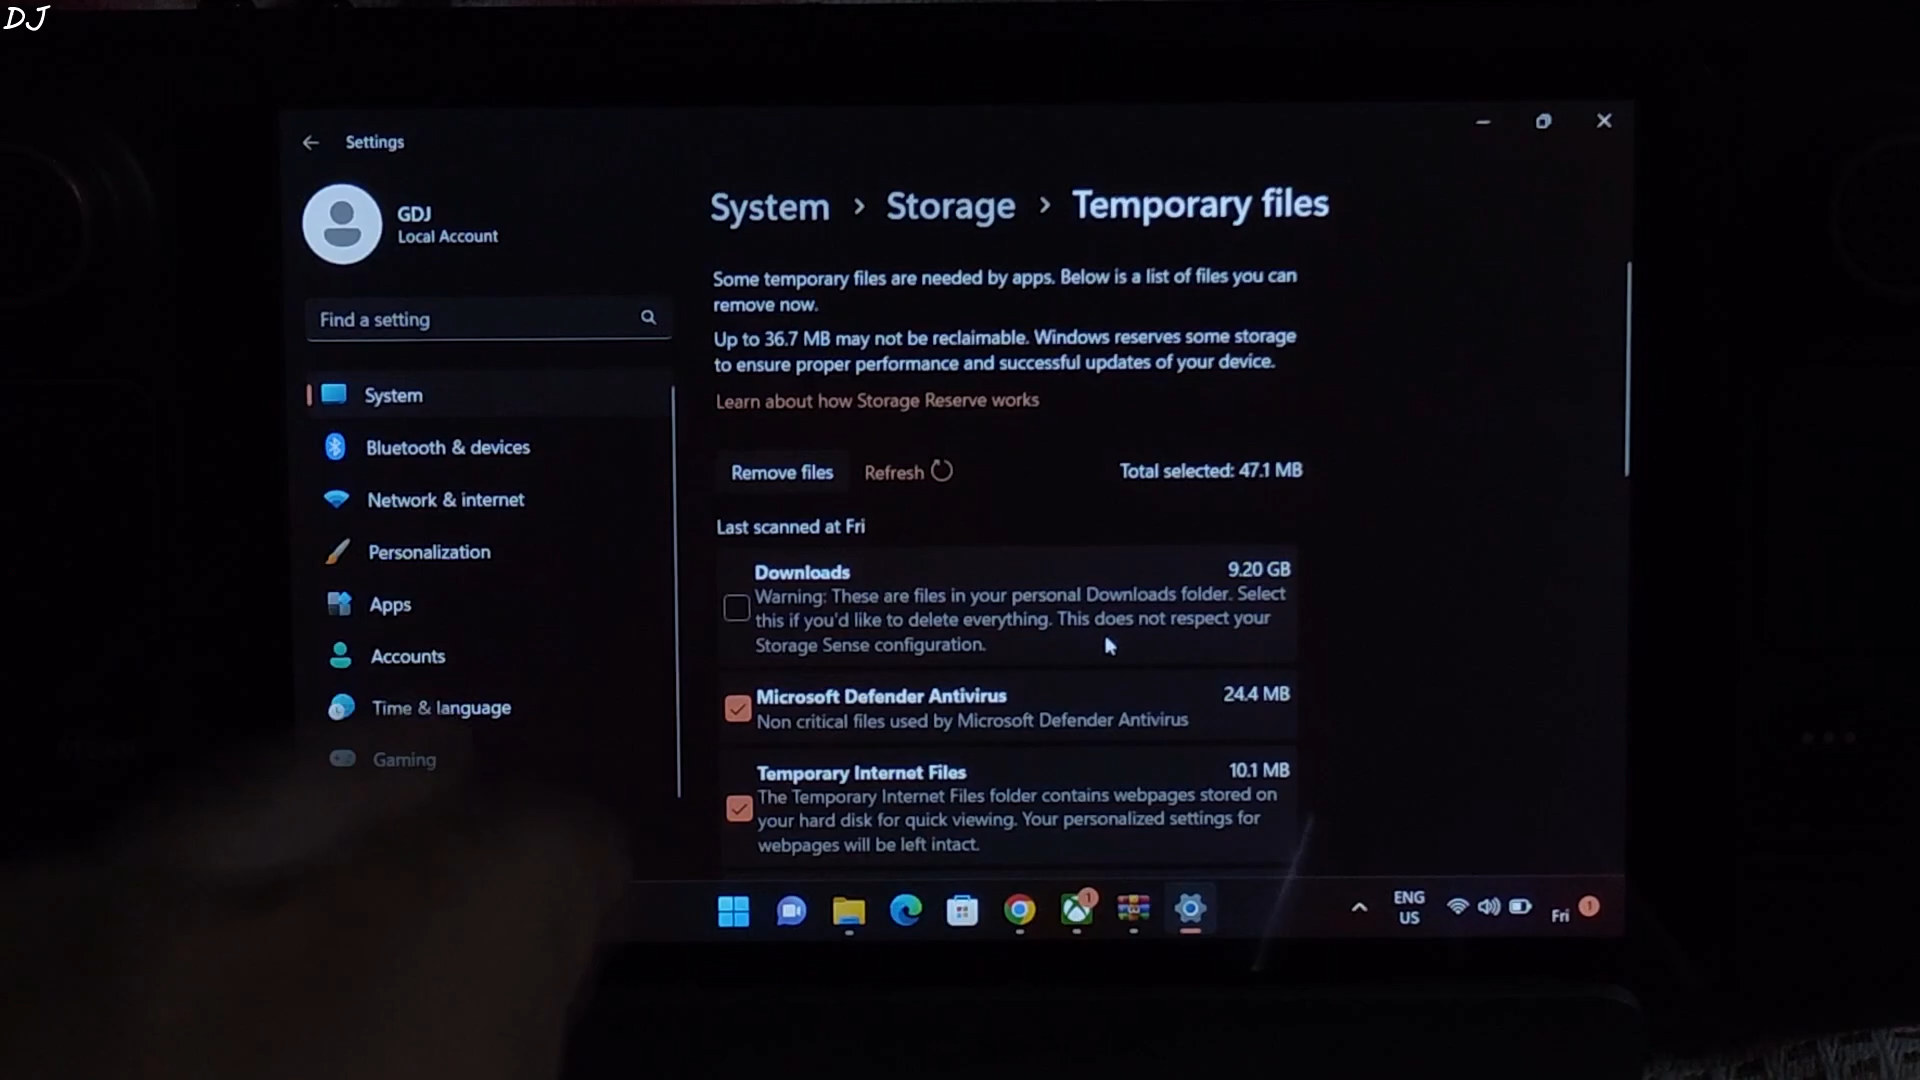 DJ
Settings
GDJ
Local Account
Find a setting
System
Bluetooth & devices
Network & internet
Personalization
Apps
Accounts
Time & language
Gaming
System > Storage > Temporary files
Some temporary files are needed by apps. Below is a list of files you can
remove now.
Up to 36.7 MB may not be reclaimable. Windows reserves some storage
to ensure proper performance and successful updates of your device.
Learn about how Storage Reserve works
Remove files Refresh Total selected: 47.1 MB
Last scanned at Fri
Downloads 9.20 GB
Warning: These are files in your personal Downloads folder. Select
this if you'd like to delete everything. This does not respect your
Storage Sense configuration.
Microsoft Defender Antivirus 24.4 MB
Non critical files used by Microsoft Defender Antivirus
Temporary Internet Files 10.1 MB
The Temporary Internet Files folder contains webpages stored on
your hard disk for quick viewing. Your personalized settings for
webpages will be left intact.
1
ENG
US
Fri 1